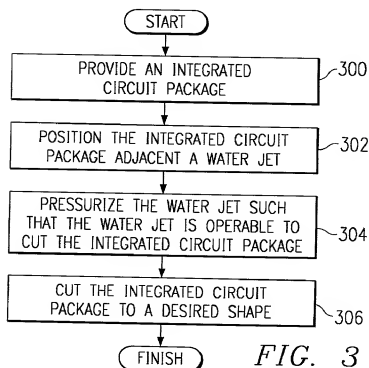 START
PROVIDE AN INTEGRATED
CIRCUIT PACKAGE
300
POSITION THE INTEGRATED CIRCUIT
PACKAGE ADJACENT A WATER JET
302
PRESSURIZE THE WATER JET SUCH
THAT THE WATER JET IS OPERABLE TO
CUT THE INTEGRATED CIRCUIT PACKAGE
304
CUT THE INTEGRATED CIRCUIT
PACKAGE TO A DESIRED SHAPE
306
FINISH
FIG. 3